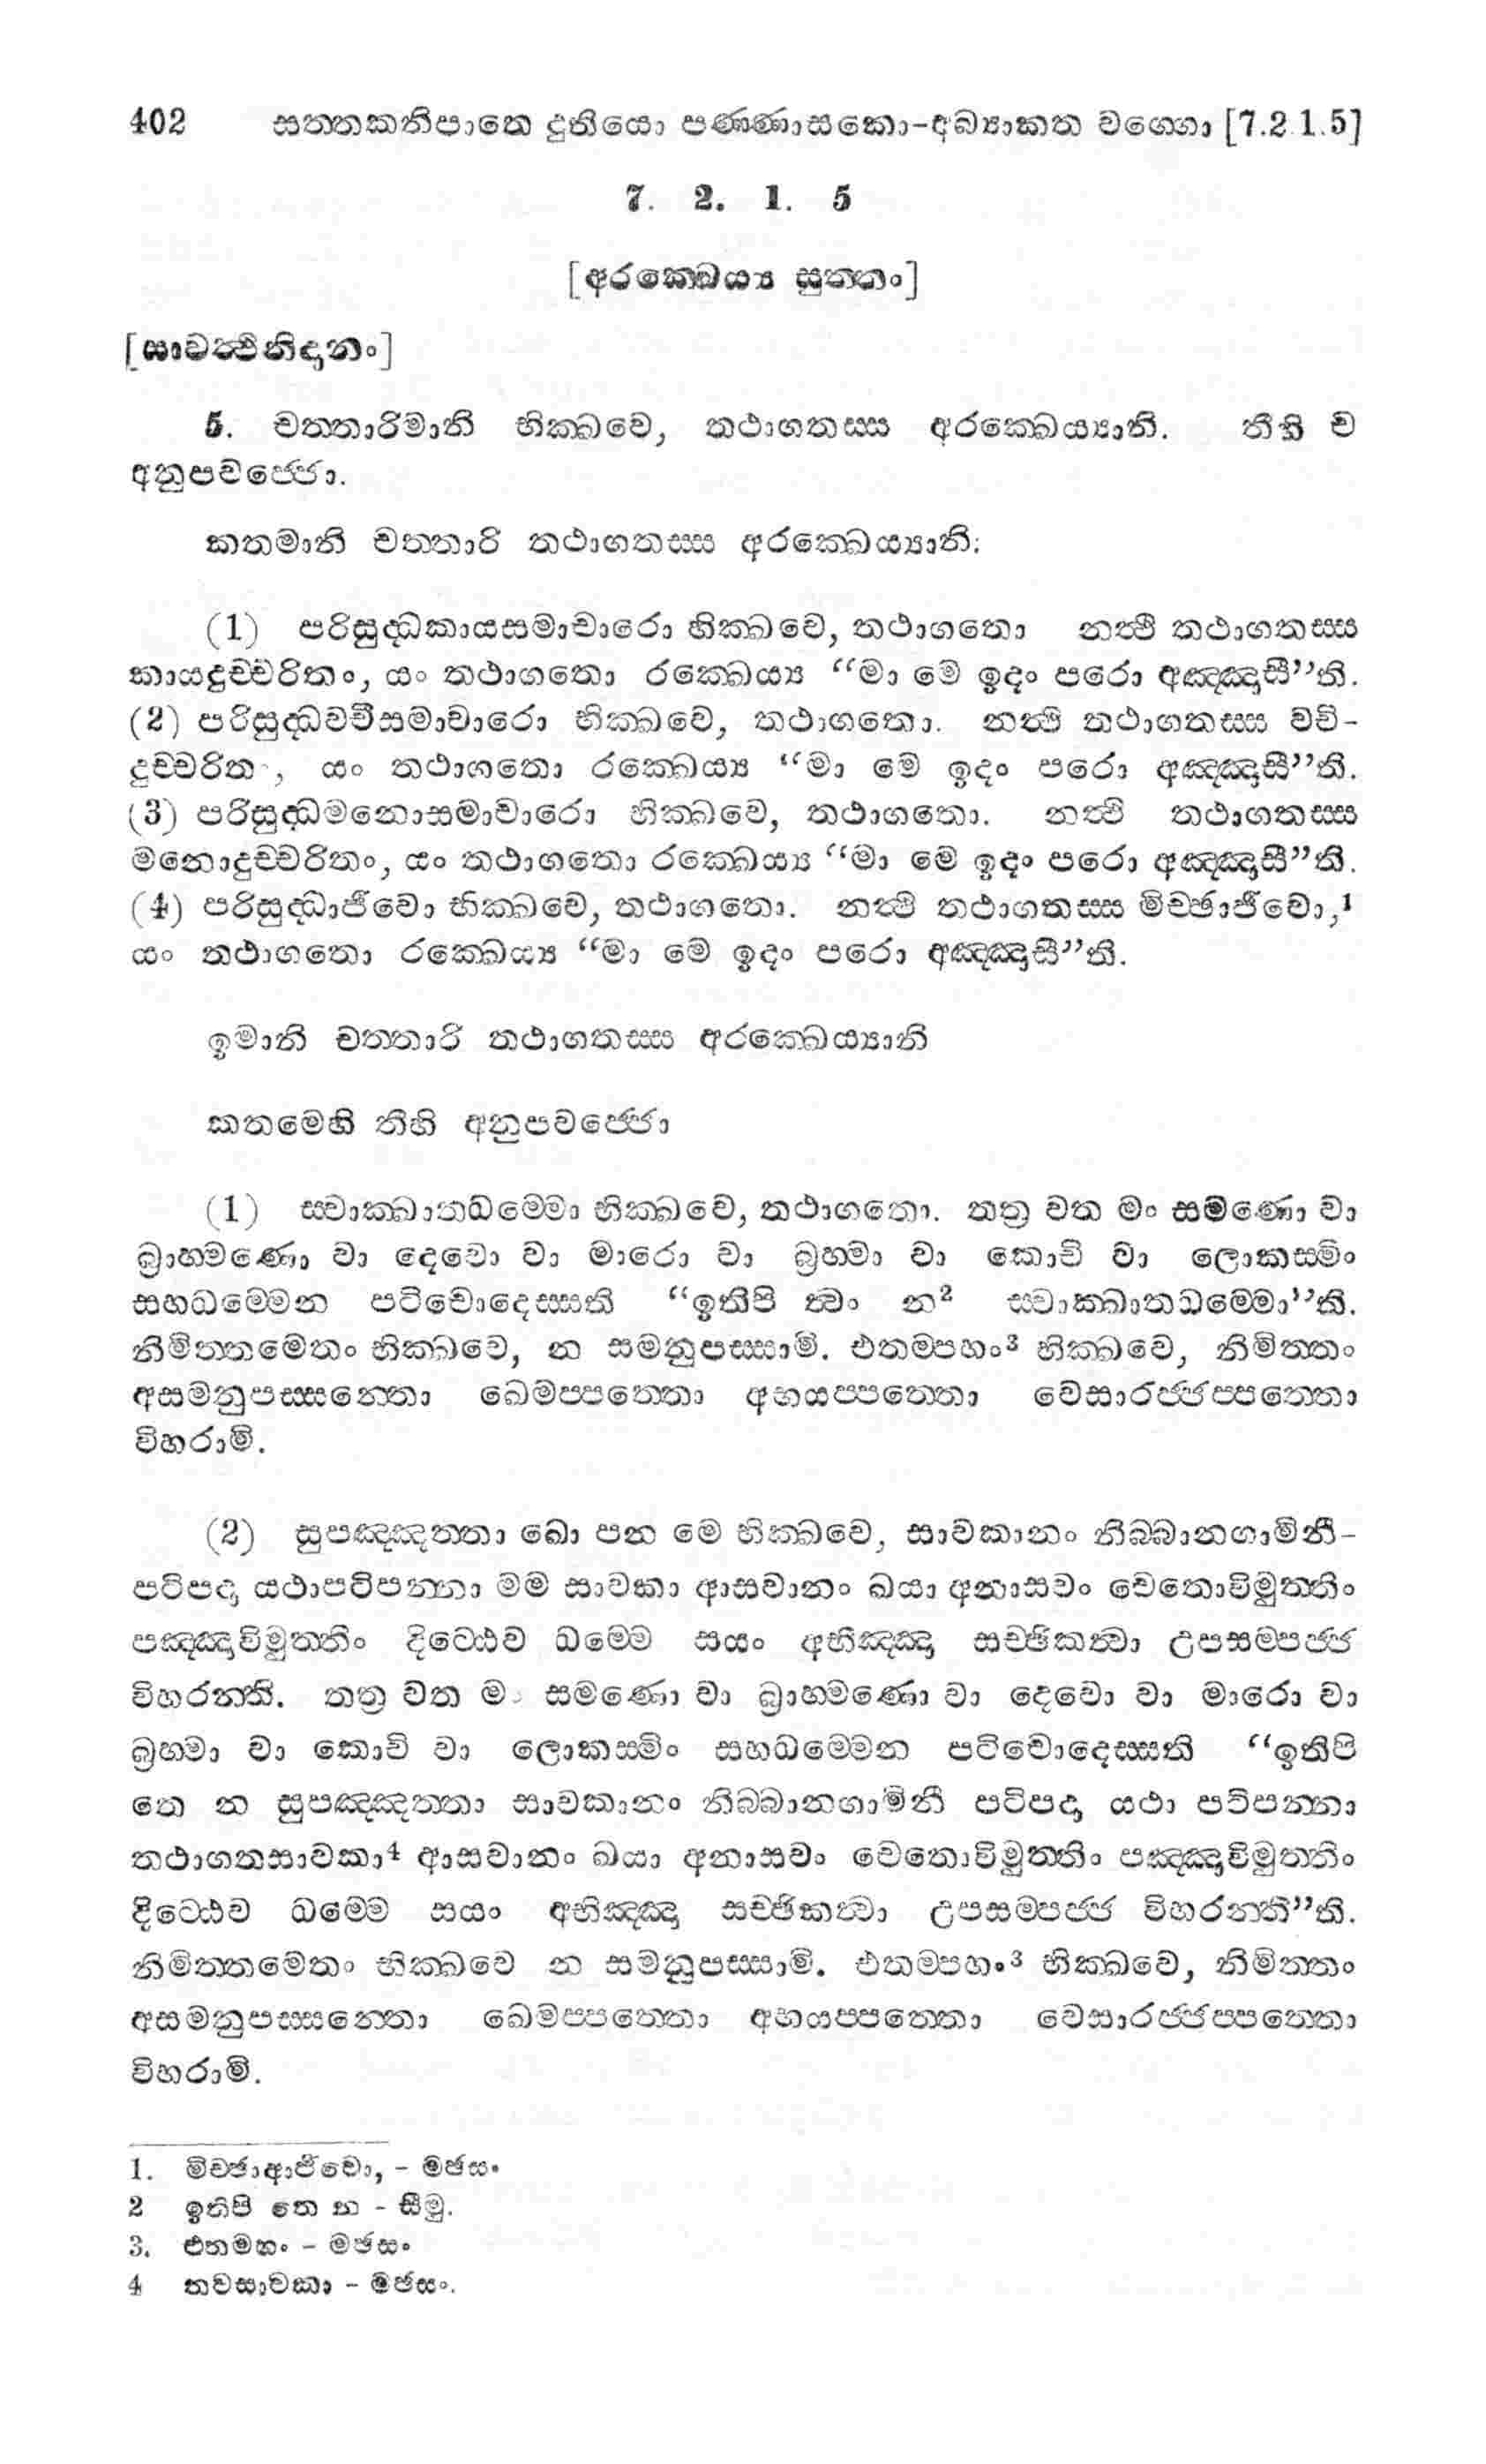 402 සත්තකනිපාතෙ දුතියො පණ්ණාසකො-අබ්‍යාකත වග්ගො [7.2.1.5]
7. 2. 1. 5
[අරක්ඛෙය්‍ය සුත්තං]
[සාවත්ථිනිදානං]
5. චත්තාරිමානි භික්ඛවෙ, තථාගතස්ස අරක්ඛෙය්‍යානි. තීහි ච
අනුපවජ්ජො.
කතමානි චත්තාරි තථාගතස්ස අරක්ඛෙය්‍යානි:
(1) පරිසුද්ධකායසමාචාරො භික්ඛවෙ, තථාගතො නත්ථි තථාගතස්ස
කායදුච්චරිතං, යං තථාගතො රක්ඛෙය්‍ය “මා මෙ ඉදං පරො අඤ්ඤාසී”ති.
(2) පරිසුද්ධවචීසමාචාරො භික්ඛවෙ, තථාගතො. නත්ථි තථාගතස්ස වචී-
දුච්චරිතං, යං තථාගතො රක්ඛෙය්‍ය “මා මෙ ඉදං පරො අඤ්ඤාසී”ති.
(3) පරිසුද්ධමනොසමාචාරො භික්ඛවෙ, තථාගතො. නත්ථි තථාගතස්ස
මනොදුච්චරිතං, යං තථාගතො රක්ඛෙය්‍ය “මා මෙ ඉදං පරො අඤ්ඤාසී”ති.
(4) පරිසුද්ධාජීවො භික්ඛවෙ, තථාගතො. නත්ථි තථාගතස්ස මිච්ඡාජීවො,¹
යං තථාගතො රක්ඛෙය්‍ය “මා මෙ ඉදං පරො අඤ්ඤාසී”ති.
ඉමානි චත්තාරි තථාගතස්ස අරක්ඛෙය්‍යානි
කතමෙහි තීහි අනුපවජ්ජො
(1) ස්වාක්ඛාතධම්මො භික්ඛවෙ, තථාගතො. තත්‍ර වත මං සමණො වා
බ්‍රාහ්මණො වා දෙවො වා මාරො වා බ්‍රහ්මා වා කොචි වා ලොකස්මිං
සහධම්මෙන පටිචොදෙස්සති “ඉතිපි ත්වං න² ස්වාක්ඛාතධම්මො”ති.
නිමිත්තමෙතං භික්ඛවෙ, න සමනුපස්සාමි. එතම්පහං³ භික්ඛවෙ, නිමිත්තං
අසමනුපස්සන්තො ඛෙමප්පත්තො අභයප්පත්තො වෙසාරජ්ජප්පත්තො
විහරාමි.
(2) සුපඤ්ඤත්තා ඛො පන මෙ භික්ඛවෙ, සාවකානං නිබ්බානගාමිනී-
පටිපදා යථාපටිපන්නා මම සාවකා ආසවානං ඛයා අනාසවං චෙතොවිමුත්තිං
පඤ්ඤාවිමුත්තිං දිට්ඨෙව ධම්මෙ සයං අභිඤ්ඤා සච්ඡිකත්වා උපසම්පජ්ජ
විහරන්ති. තත්‍ර වත මං සමණො වා බ්‍රාහ්මණො වා දෙවො වා මාරො වා
බ්‍රහ්මා වා කොචි වා ලොකස්මිං සහධම්මෙන පටිචොදෙස්සති “ඉතිපි
තෙ න සුපඤ්ඤත්තා සාවකානං නිබ්බානගාමිනී පටිපදා යථා පටිපන්නා
තථාගතසාවකා⁴ ආසවානං ඛයා අනාසවං චෙතොවිමුත්තිං පඤ්ඤාවිමුත්තිං
දිට්ඨෙව ධම්මෙ සයං අභිඤ්ඤා සච්ඡිකත්වා උපසම්පජ්ජ විහරන්තී”ති.
නිමිත්තමෙතං භික්ඛවෙ න සමනුපස්සාමි. එතම්පහං³ භික්ඛවෙ, නිමිත්තං
අසමනුපස්සන්තො ඛෙමප්පත්තො අභයප්පත්තො වෙසාරජ්ජප්පත්තො
විහරාමි.
1. මිච්ඡාආජීවො, - මඡසං
2 ඉතිපි තෙ න - සීමු.
3. එතමහං - මඡසං
4 තවසාවකා - මඡසං.